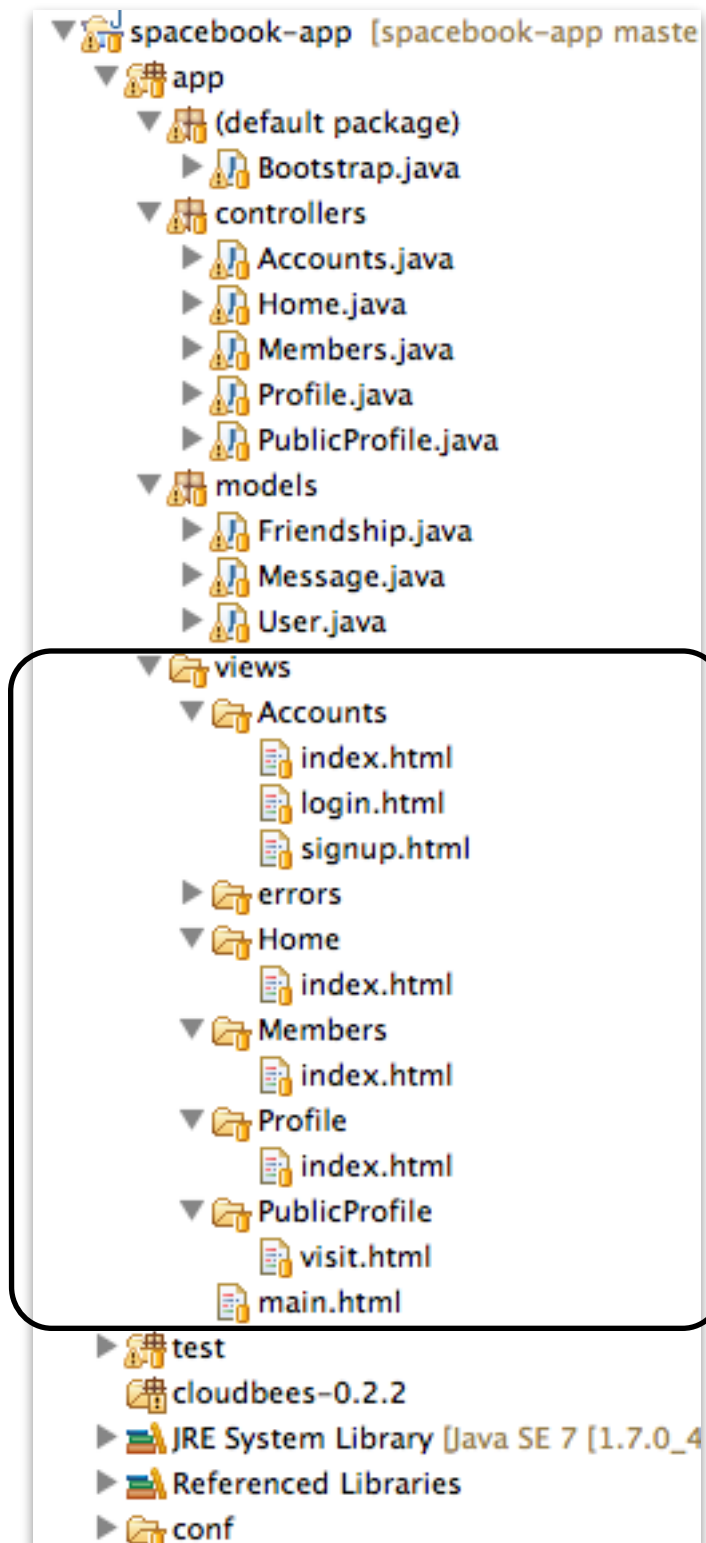 spacebook-app [spacebook-app maste
app
(default package)
Bootstrap.java
controllers
Accounts.java
Home.java
Members.java
Profile.java
PublicProfile.java
models
Friendship.java
Message.java
User.java
views
Accounts
index.html
login.html
signup.html
errors
Home
index.html
Members
index.html
Profile
index.html
PublicProfile
visit.html
main.html
test
cloudbees-0.2.2
JRE System Library [Java SE 7 [1.7.0_4
Referenced Libraries
conf